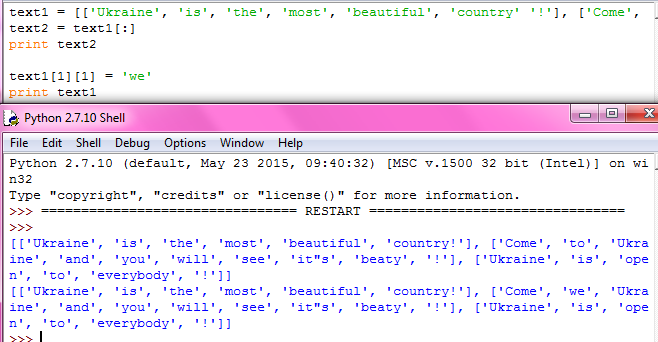 text1 = [['Ukraine', 'is', 'the', 'most', 'beautiful', 'country' '!'], ['Come',
text2 = text1[:]
print text2
text1[1][1] = 'we'
print text1
Python 2.7.10 Shell
File Edit Shell Debug Options Window Help
Python 2.7.10 (default, May 23 2015, 09:40:32) [MSC v.1500 32 bit (Intel)] on wi
n32
Type "copyright", "credits" or "license()" for more information.
>>> ================================ RESTART ================================
>>>
[['Ukraine', 'is', 'the', 'most', 'beautiful', 'country!'], ['Come', 'to', 'Ukra
ine', 'and', 'you', 'will', 'see', 'it"s', 'beaty', '!'], ['Ukraine', 'is', 'ope
n', 'to', 'everybody', '!']]
[['Ukraine', 'is', 'the', 'most', 'beautiful', 'country!'], ['Come', 'we', 'Ukra
ine', 'and', 'you', 'will', 'see', 'it"s', 'beaty', '!'], ['Ukraine', 'is', 'ope
n', 'to', 'everybody', '!']]
>>>